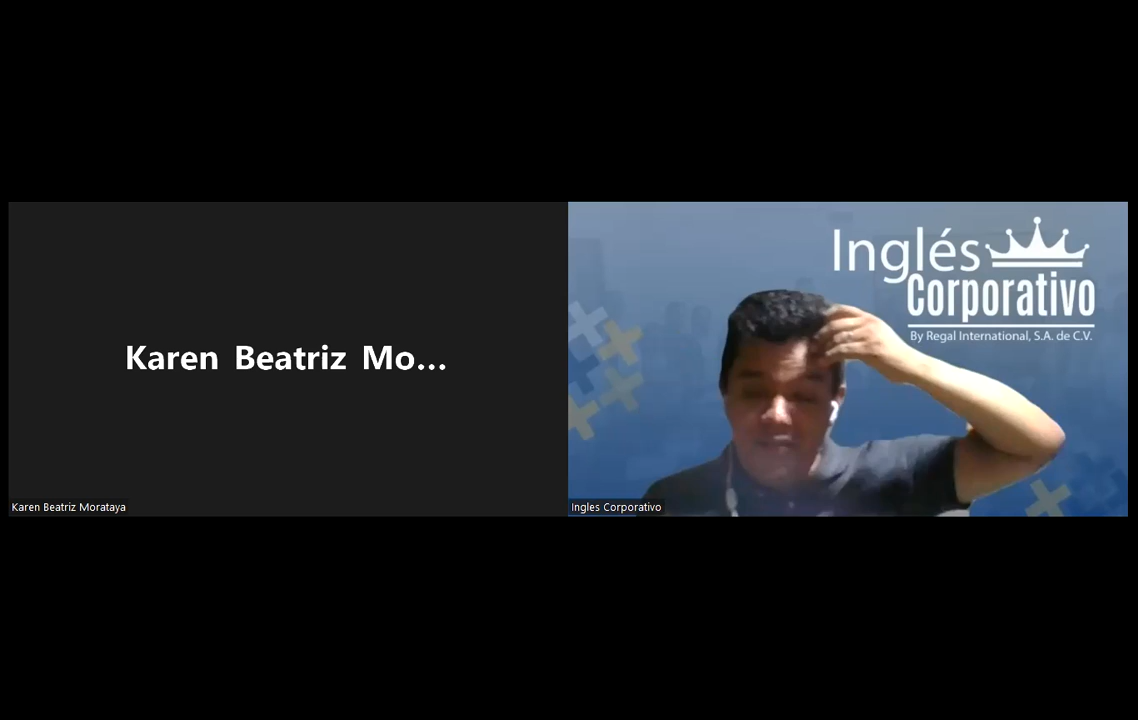 Karen Beatriz Mo...
Karen Beatriz Morataya
Inglés
Corporativo
By Regal International, S.A. de C.V.
Ingles Corporativo